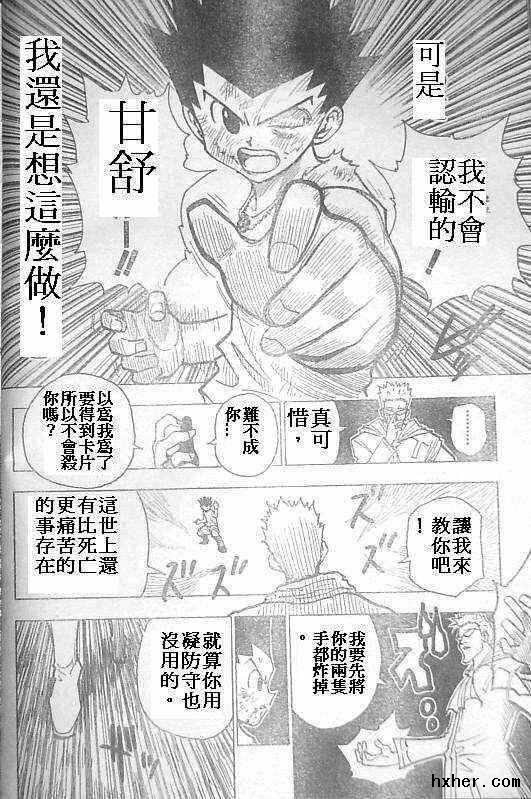 可是
我不會
認輸的
!!
甘舒
!!
我還是想這麼做！
………
真可
惜，
難不成
你…
以為我為了
要得到卡片
所以不會殺
你嗎？
讓我來
教你吧
！
ズズ
ズズ
這世上還
有比死亡
更痛苦的
事存在
我要先將
你的兩隻
手都炸掉
。
就算你用
凝防守也
沒用的。
hxher.com